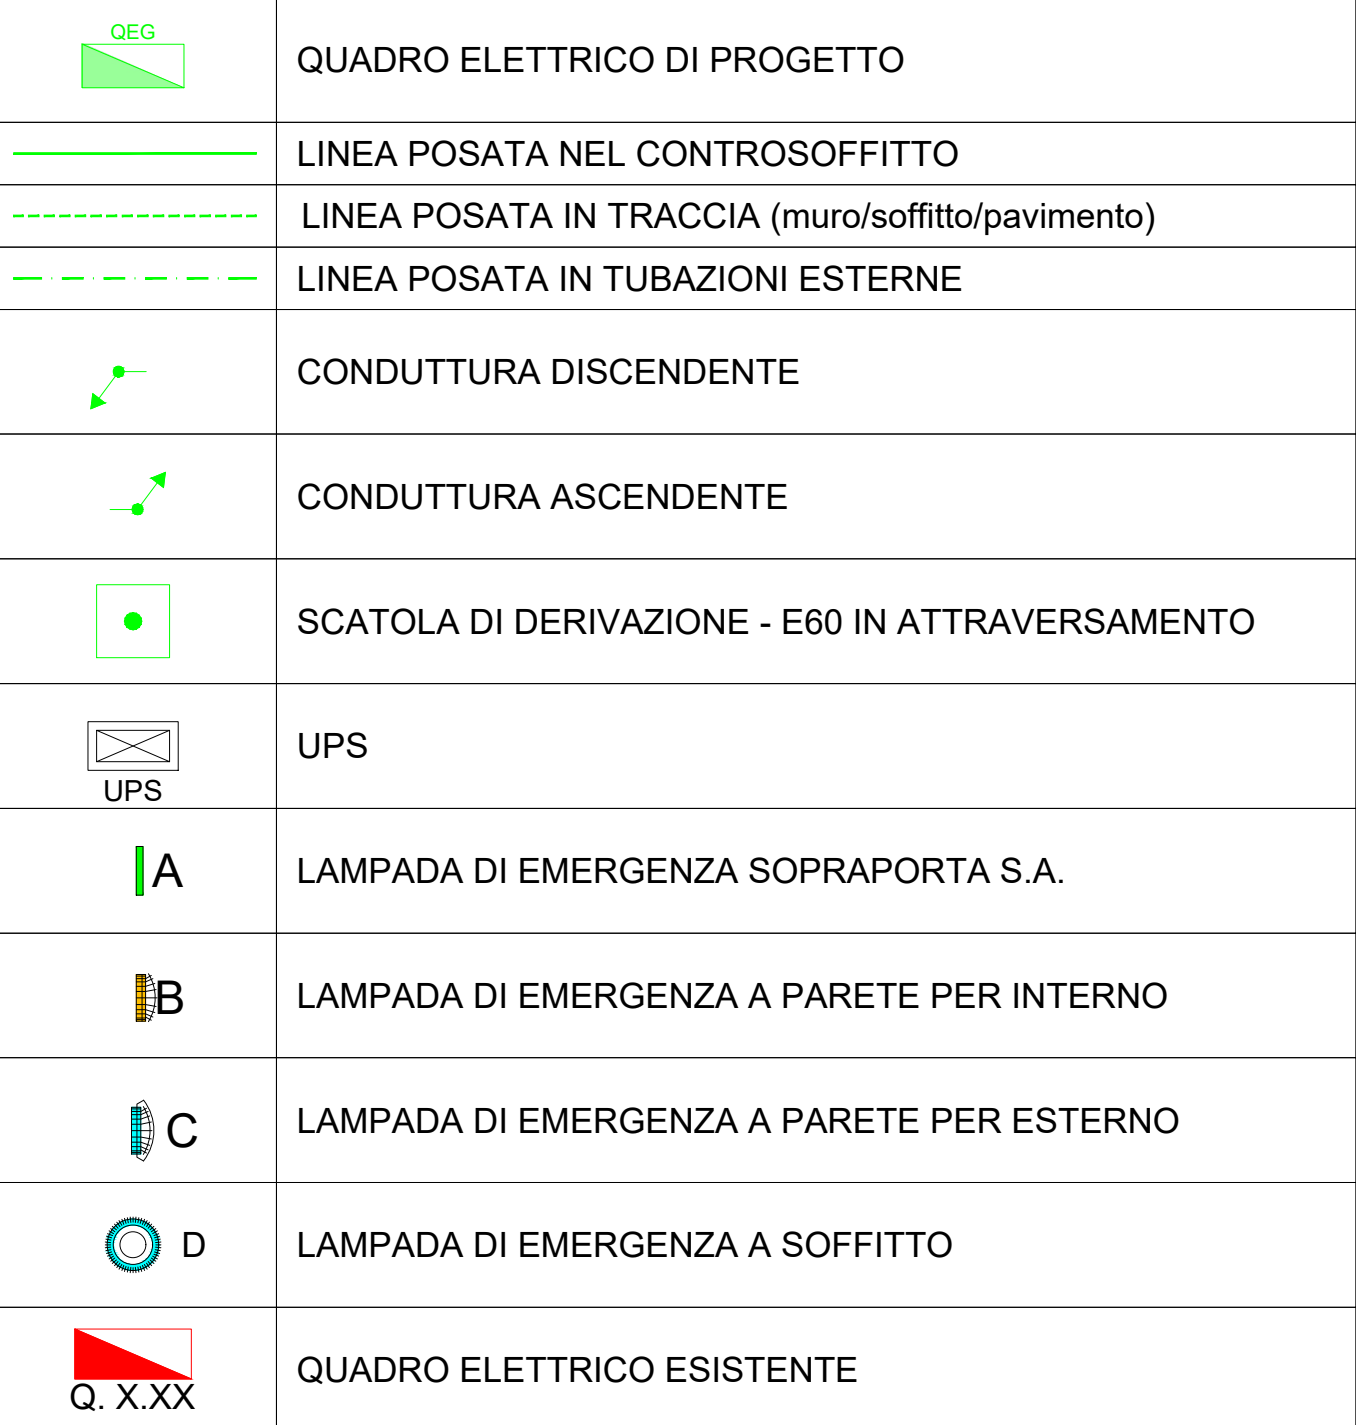 QEG
QUADRO ELETTRICO DI PROGETTO
LINEA POSATA NEL CONTROSOFFITTO
LINEA POSATA IN TRACCIA (muro/soffitto/pavimento)
LINEA POSATA IN TUBAZIONI ESTERNE
CONDUTTURA DISCENDENTE
CONDUTTURA ASCENDENTE
SCATOLA DI DERIVAZIONE - E60 IN ATTRAVERSAMENTO
UPS
UPS
A
LAMPADA DI EMERGENZA SOPRAPORTA S.A.
B
LAMPADA DI EMERGENZA A PARETE PER INTERNO
C
LAMPADA DI EMERGENZA A PARETE PER ESTERNO
D
LAMPADA DI EMERGENZA A SOFFITTO
Q. X.XX
QUADRO ELETTRICO ESISTENTE